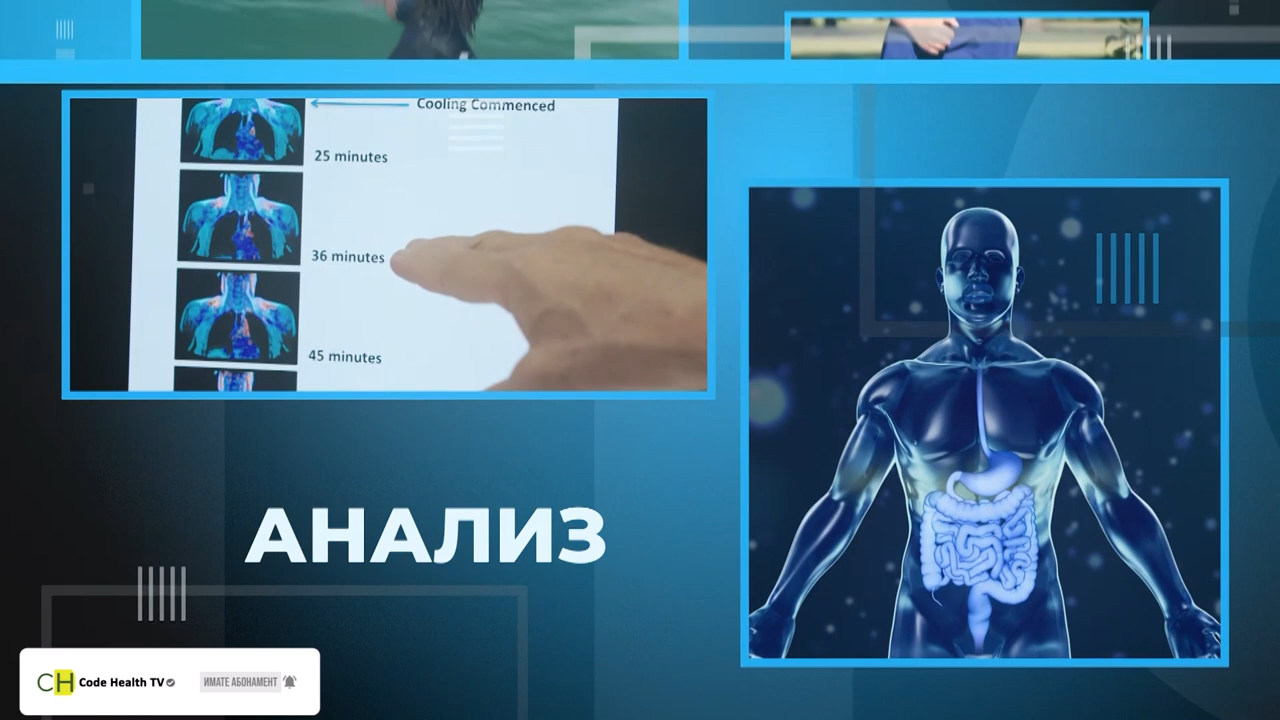 Cooling Commenced
25 minutes
36 minutes
45 minutes
АНАЛИЗ
CH Code Health TV
ИМАТЕ АБОНАМЕНТ